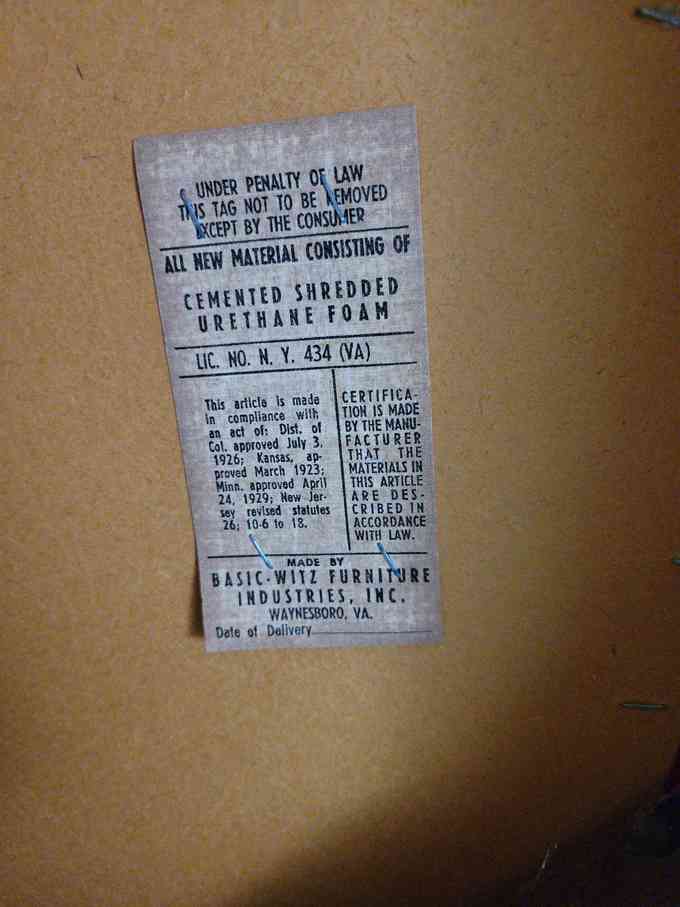 UNDER PENALTY OF LAW
THIS TAG NOT TO BE REMOVED
EXCEPT BY THE CONSUMER
ALL NEW MATERIAL CONSISTING OF
CEMENTED SHREDDED
URETHANE FOAM
LIC. NO. N. Y. 434 (VA)
This article is made
in compliance with
an act of: Dist. of
Col. approved July 3,
1926; Kansas, ap-
proved March 1923;
Minn. approved April
24, 1929; New Jer-
sey revised statutes
26; 10-6 to 18.
CERTIFICA-
TION IS MADE
BY THE MANU-
FACTURER
THAT THE
MATERIALS IN
THIS ARTICLE
ARE DES-
CRIBED IN
ACCORDANCE
WITH LAW.
MADE BY
BASIC-WITZ FURNITURE
INDUSTRIES, INC.
WAYNESBORO, VA.
Date of Delivery